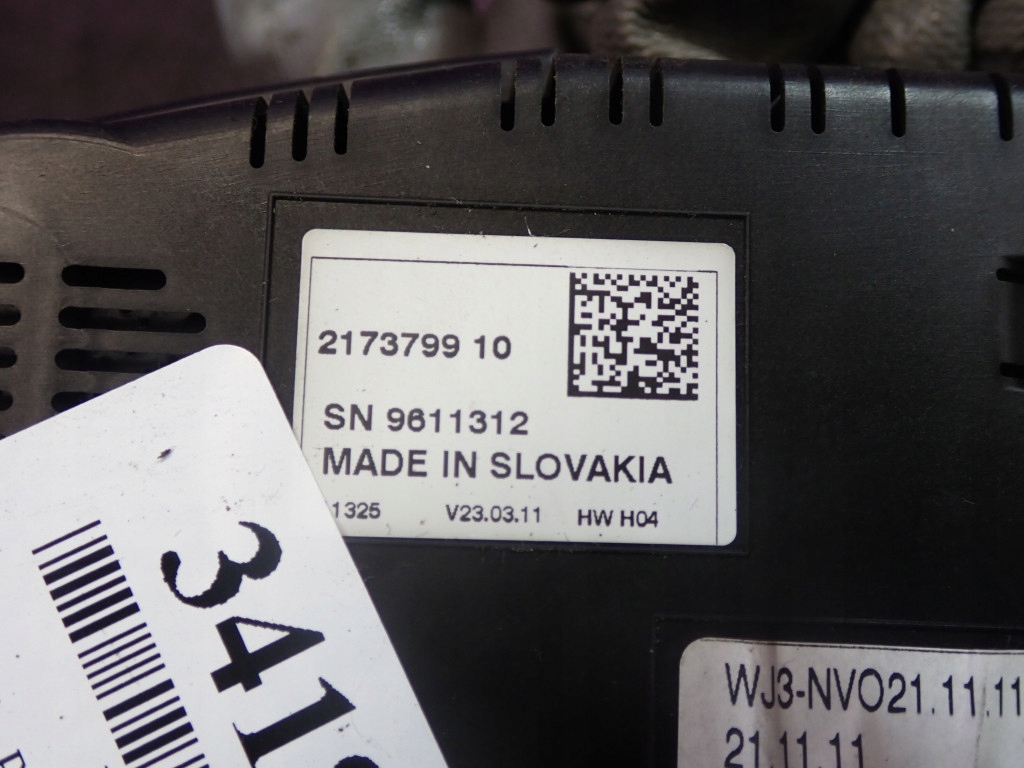 2173799 10
SN 9611312
MADE IN SLOVAKIA
1325 V23.03.11 HW H04
341
WJ3-NVO21.11.11
21.11.11